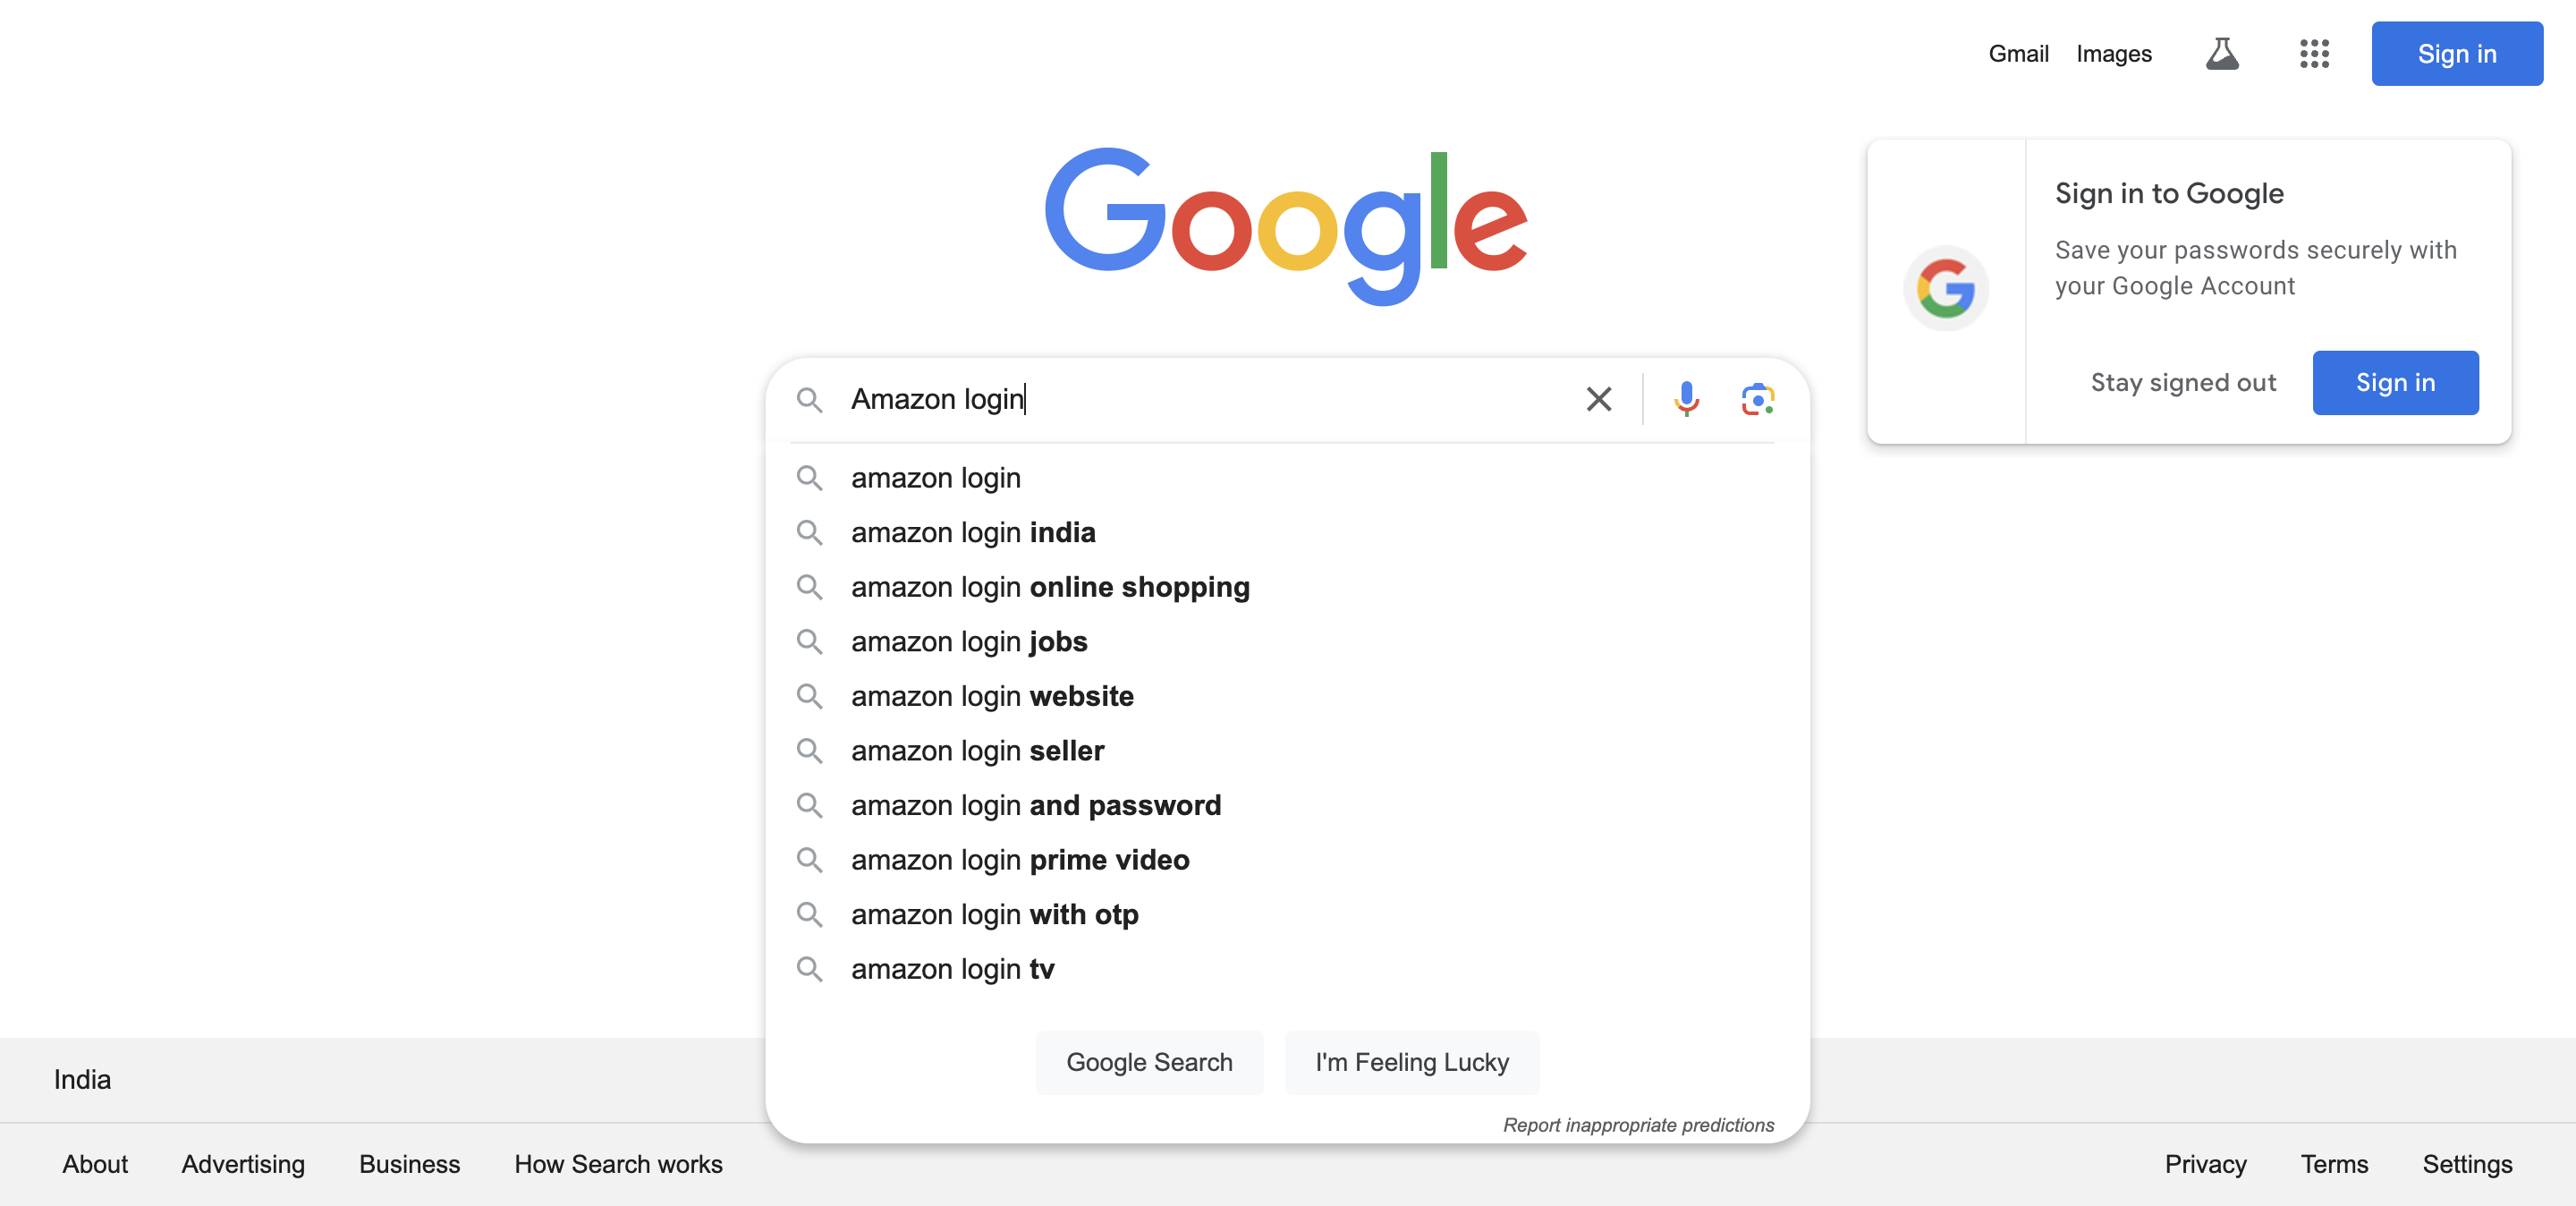 Gmail Images Sign in
Google
Sign in to Google
Save your passwords securely with
your Google Account
Stay signed out Sign in
Amazon login
amazon login
amazon login india
amazon login online shopping
amazon login jobs
amazon login website
amazon login seller
amazon login and password
amazon login prime video
amazon login with otp
amazon login tv
Google Search I'm Feeling Lucky
Report inappropriate predictions
India
About Advertising Business How Search works Privacy Terms Settings